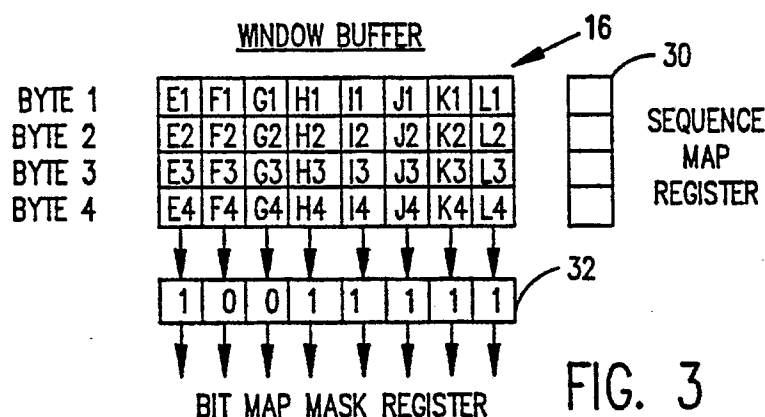 WINDOW BUFFER
16
30
BYTE 1 E1 F1 G1 H1 I1 J1 K1 L1
BYTE 2 E2 F2 G2 H2 I2 J2 K2 L2
BYTE 3 E3 F3 G3 H3 I3 J3 K3 L3
BYTE 4 E4 F4 G4 H4 I4 J4 K4 L4
SEQUENCE
MAP
REGISTER
1 0 0 1 1 1 1 1
32
BIT MAP MASK REGISTER
FIG. 3